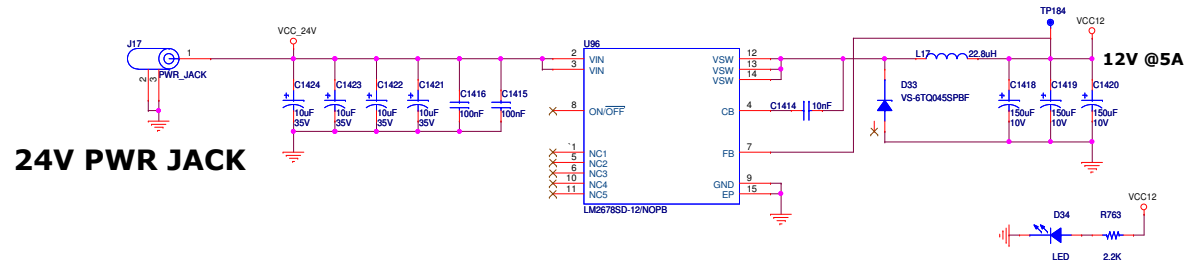 TP184
VCC_24V
VCC12
J17
1
PWR_JACK
2
3
24V PWR JACK
C1424
10uF
35V
C1423
10uF
35V
C1422
10uF
35V
C1421
10uF
35V
C1416
100nF
C1415
100nF
U96
2
VIN
3
VIN
8
ON/OFF
`1
NC1
5
NC2
6
NC3
10
NC4
11
NC5
12
VSW
13
VSW
14
VSW
4
CB
7
FB
9
GND
15
EP
LM2678SD-12/NOPB
C1414
10nF
D33
VS-6TQ045SPBF
L17
22.8uH
12V @5A
C1418
150uF
10V
C1419
150uF
10V
C1420
150uF
10V
VCC12
D34
R763
LED
2.2K